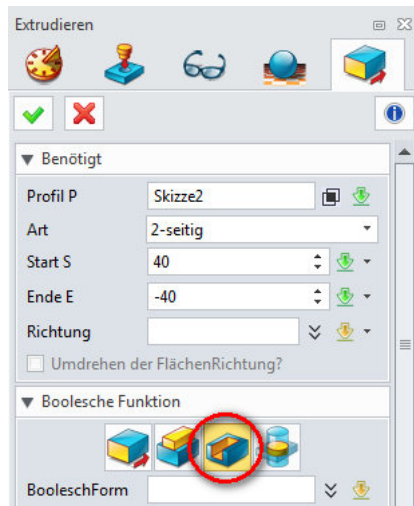 Extrudieren
▼ Benötigt
Profil P Skizze2
Art 2-seitig
Start S 40
Ende E -40
Richtung
Umdrehen der FlächenRichtung?
▼ Boolesche Funktion
BooleschForm